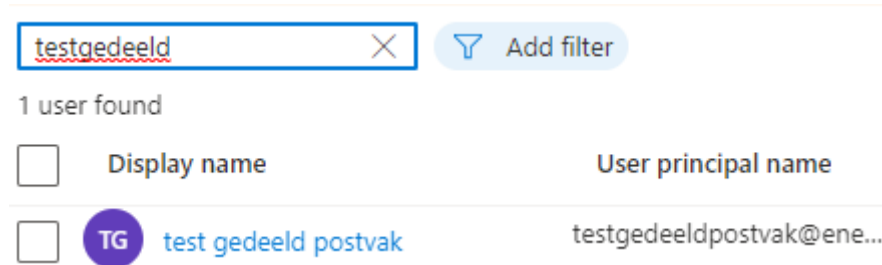 testgedeeld Add filter
1 user found
Display name User principal name
TG test gedeeld postvak testgedeeldpostvak@ene...